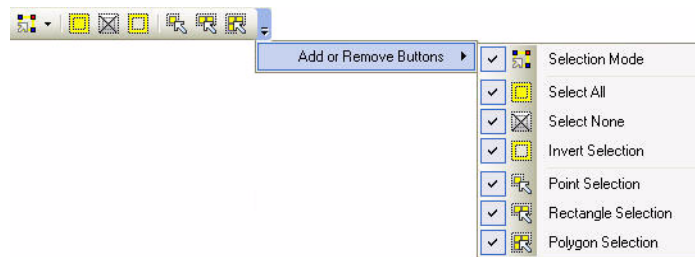 Add or Remove Buttons
Selection Mode
Select All
Select None
Invert Selection
Point Selection
Rectangle Selection
Polygon Selection